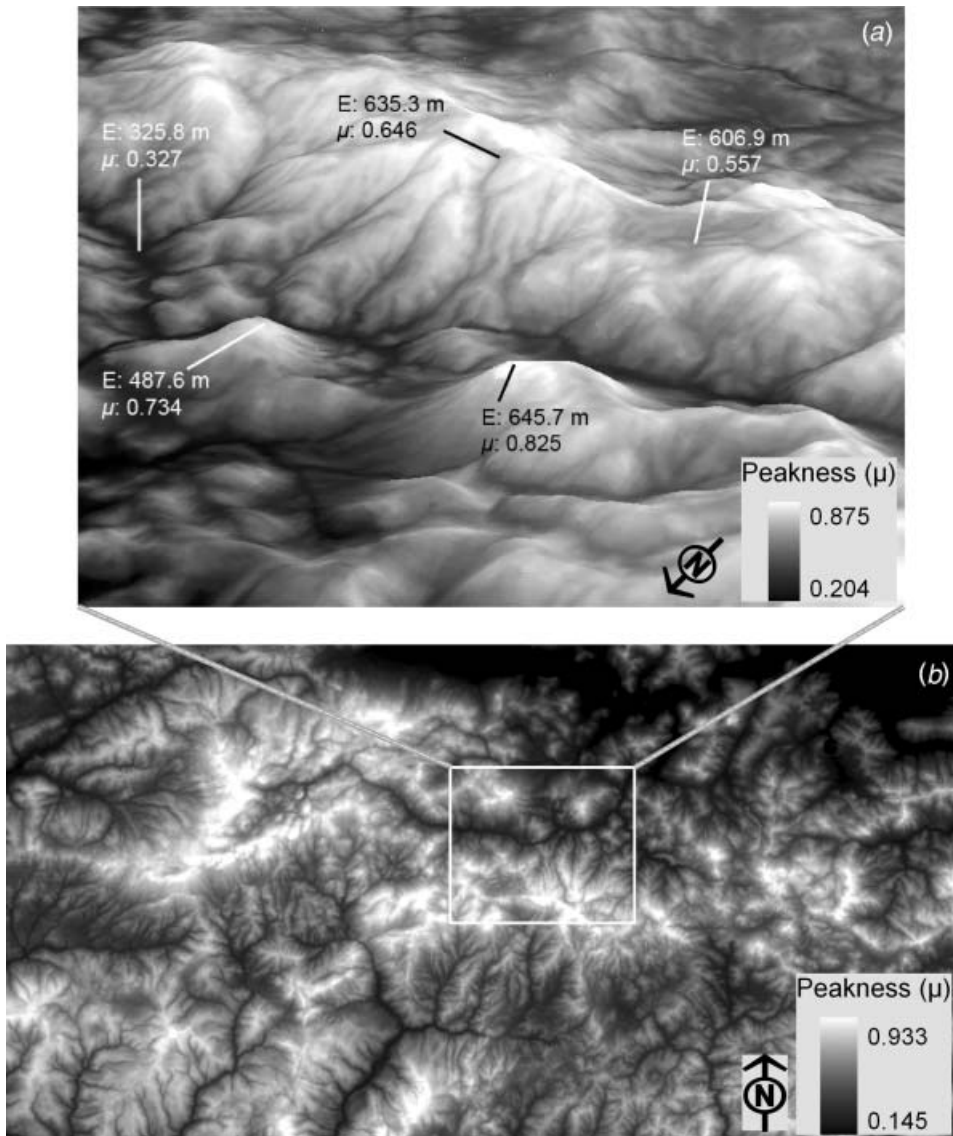 (a)
E: 635.3 m
μ: 0.646
E: 325.8 m
μ: 0.327
E: 606.9 m
μ: 0.557
E: 487.6 m
μ: 0.734
E: 645.7 m
μ: 0.825
Peakness (μ)
0.875
0.204
N
(b)
Peakness (μ)
0.933
0.145
N